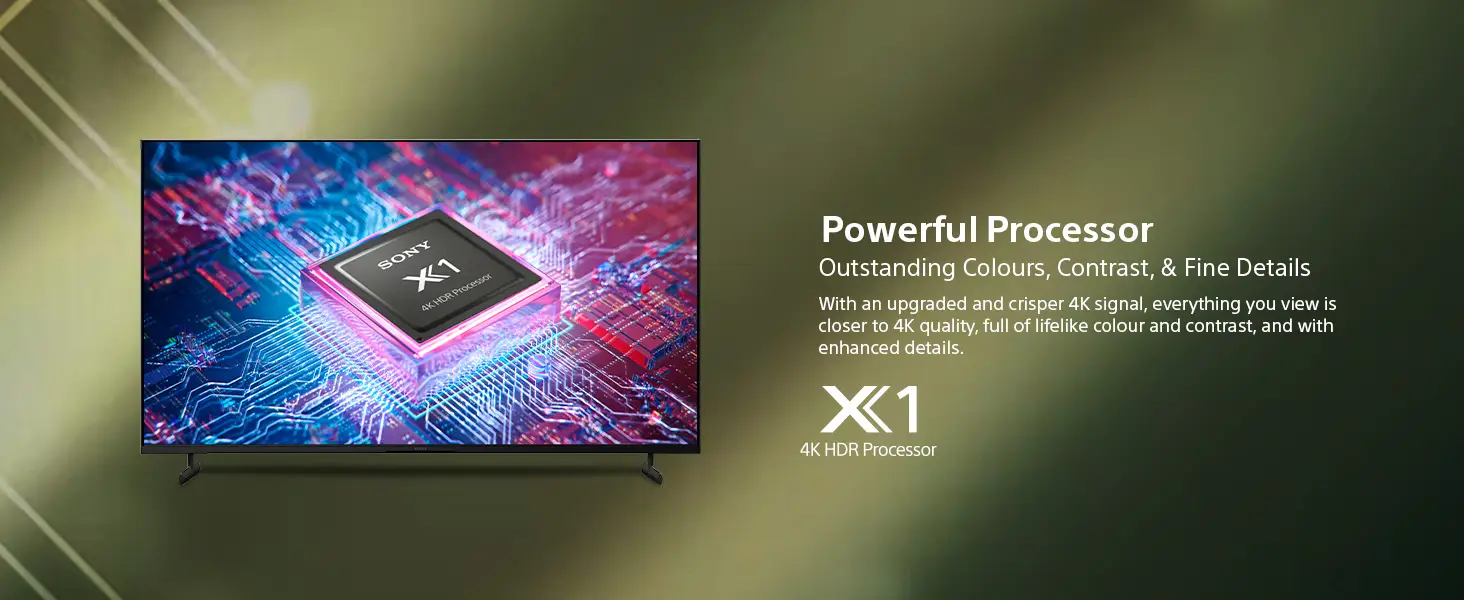 SONY
X1
4K HDR Processor
Powerful Processor
Outstanding Colours, Contrast, & Fine Details
With an upgraded and crisper 4K signal, everything you view is
closer to 4K quality, full of lifelike colour and contrast, and with
enhanced details.
X1
4K HDR Processor